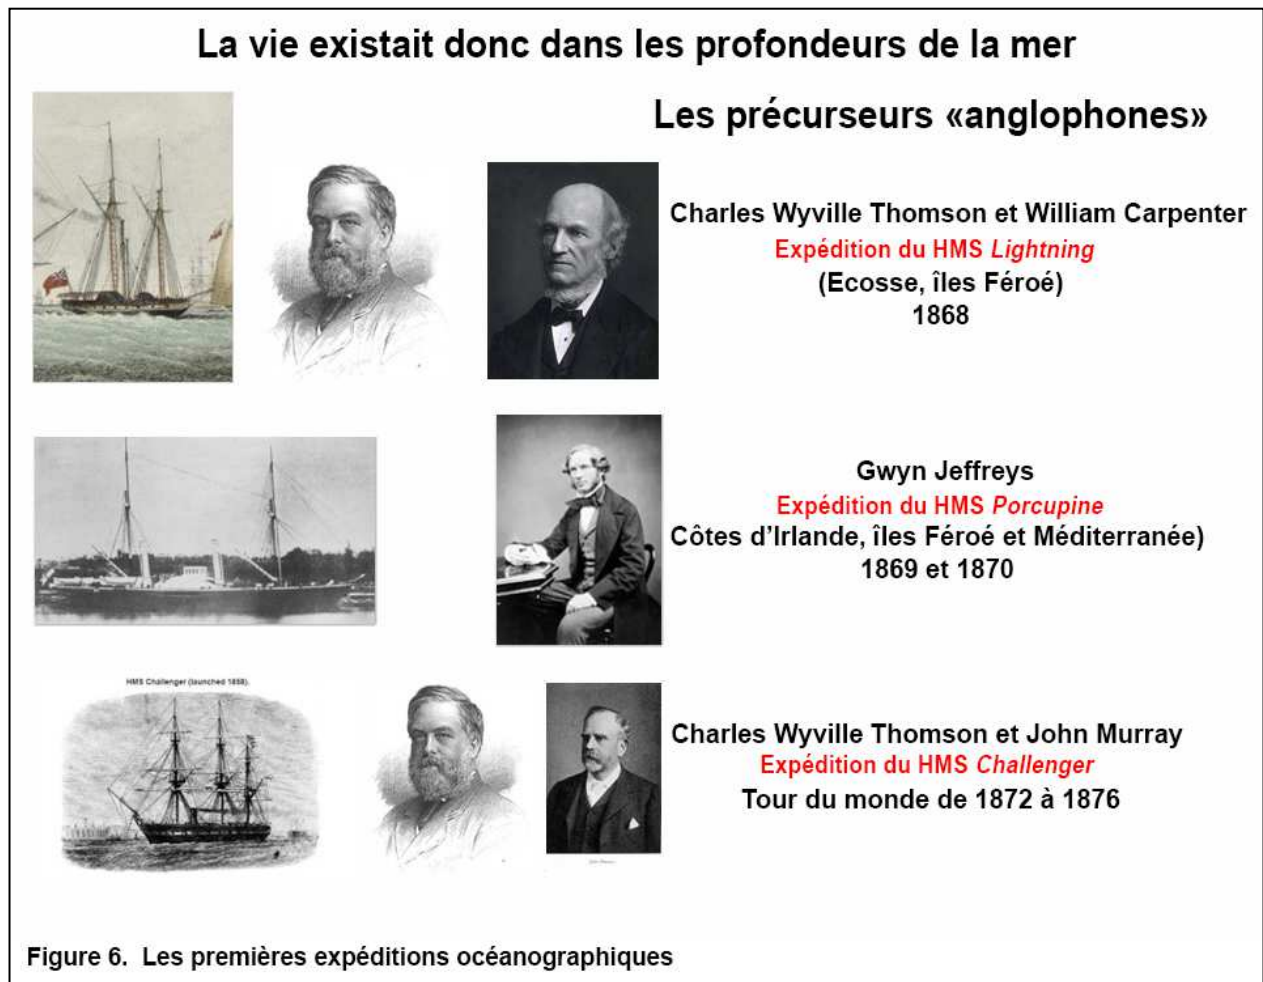 La vie existait donc dans les profondeurs de la mer
Les précurseurs «anglophones»
Charles Wyville Thomson et William Carpenter
Expédition du HMS Lightning
(Ecosse, îles Féroé)
1868
Gwyn Jeffreys
Expédition du HMS Porcupine
Côtes d’Irlande, îles Féroé et Méditerranée)
1869 et 1870
HMS Challenger (launched 1858).
Charles Wyville Thomson et John Murray
Expédition du HMS Challenger
Tour du monde de 1872 à 1876
Figure 6. Les premières expéditions océanographiques